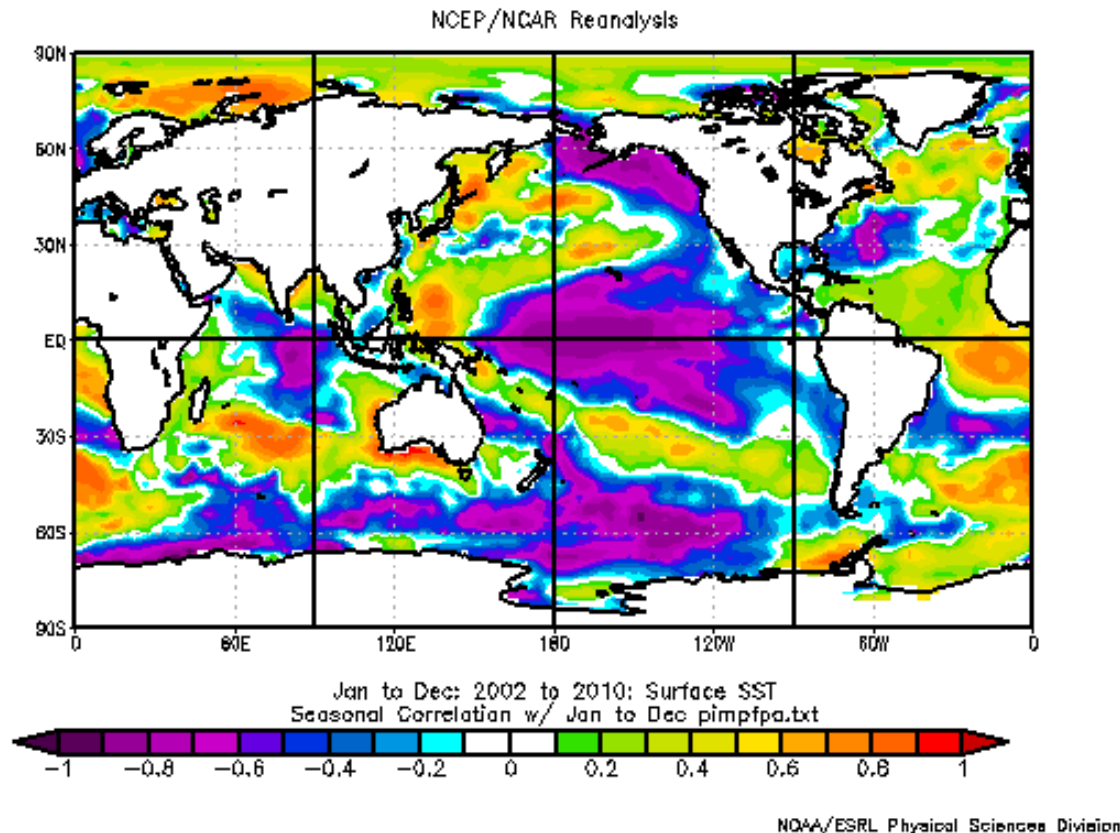 NCEP/NCAR Reanalysis
90N
60N
30N
EQ
30S
60S
90S
0 60E 120E 180 120W 60W 0
Jan to Dec: 2002 to 2010: Surface SST
Seasonal Correlation w/ Jan to Dec pimpfpa.txt
-1 -0.8 -0.6 -0.4 -0.2 0 0.2 0.4 0.6 0.8 1
NOAA/ESRL Physical Sciences Division